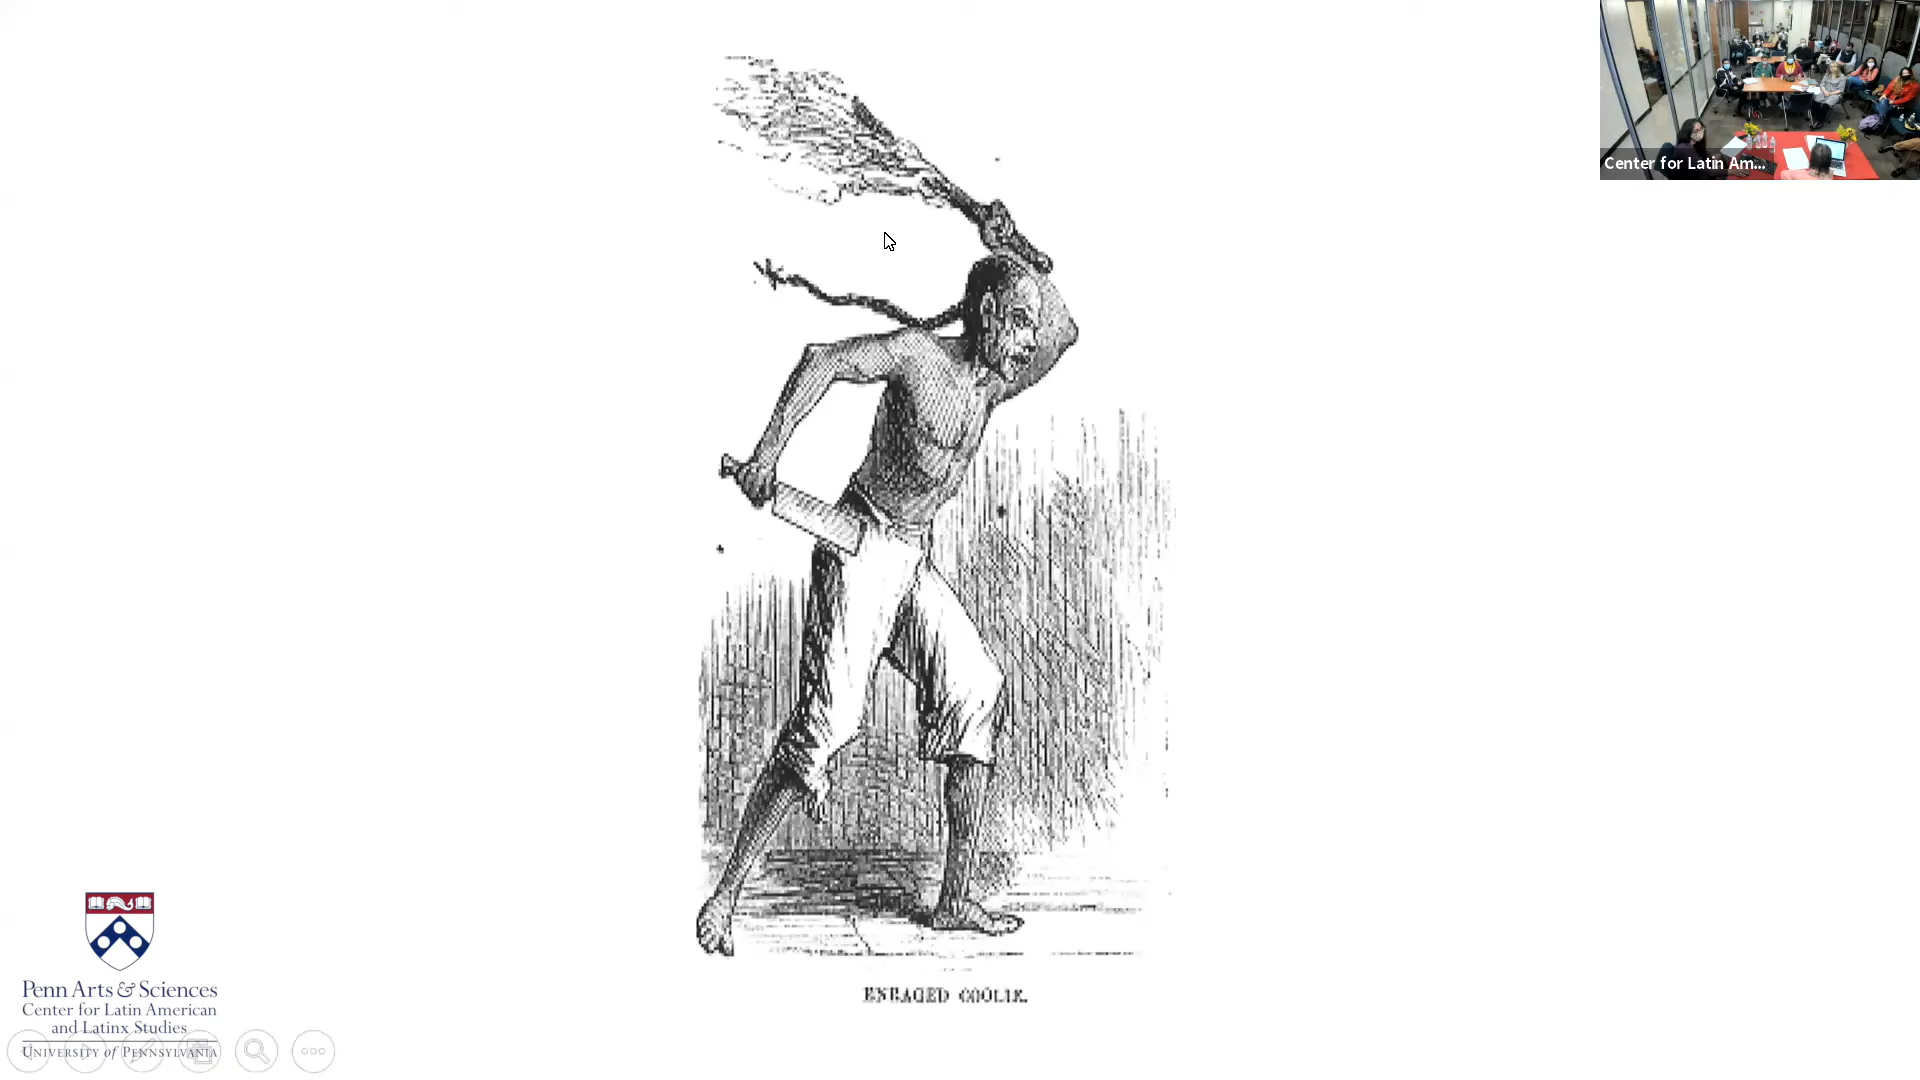 Center for Latin Am...
ENRAGED COOLIE.
Penn Arts & Sciences
Center for Latin American
and Latinx Studies
UNIVERSITY of PENNSYLVANIA